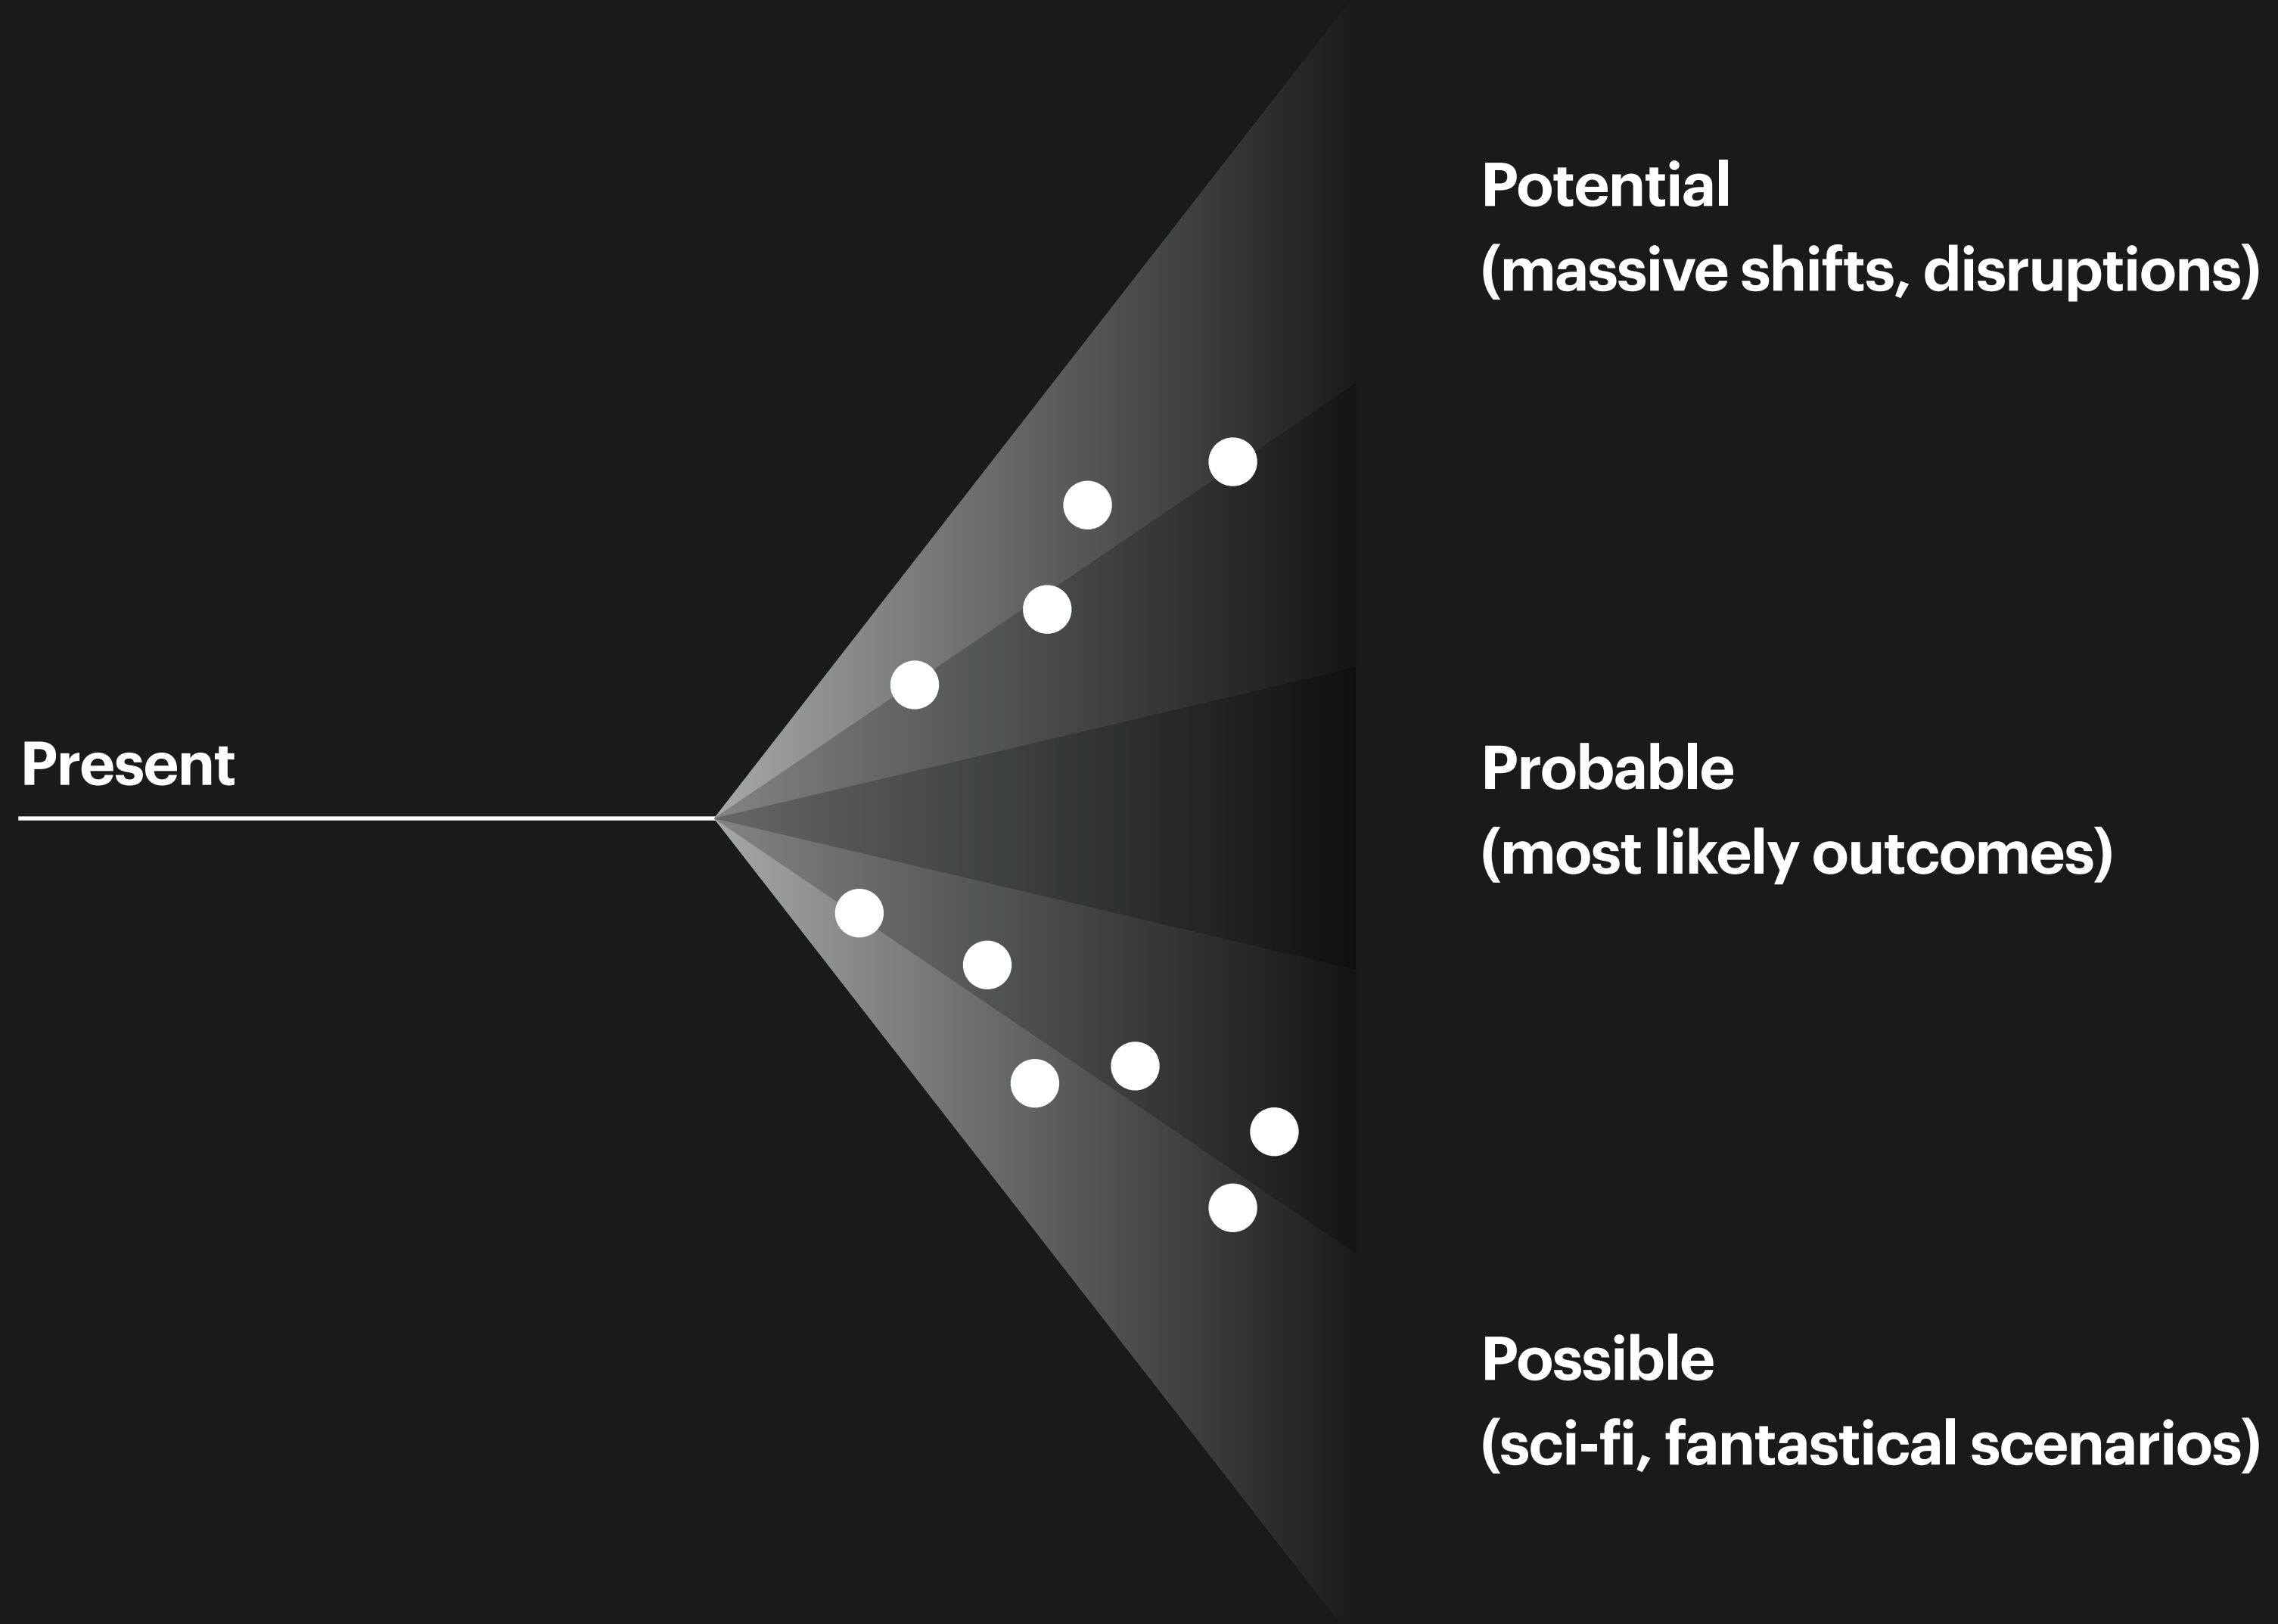 Potential
(massive shifts, disruptions)
Present
Probable
(most likely outcomes)
Possible
(sci-fi, fantastical scenarios)